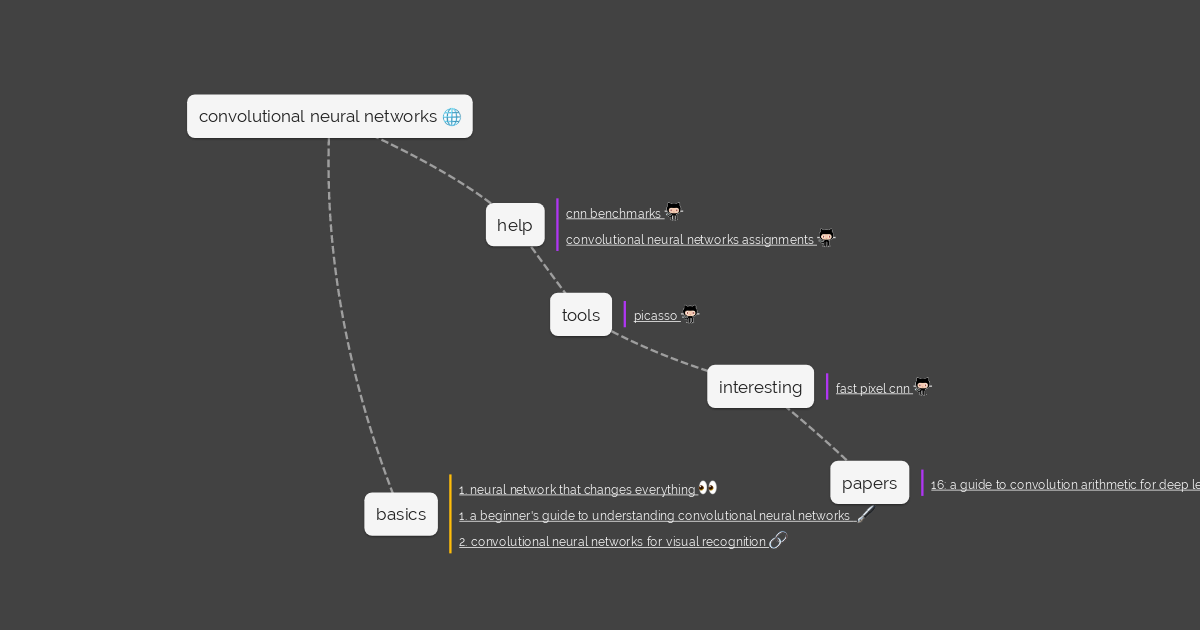 convolutional neural networks
help
cnn benchmarks
convolutional neural networks assignments
tools
picasso
interesting
fast pixel cnn
papers
16: a guide to convolution arithmetic for deep
basics
1. neural network that changes everything
1. a beginner's guide to understanding convolutional neural networks
2. convolutional neural networks for visual recognition